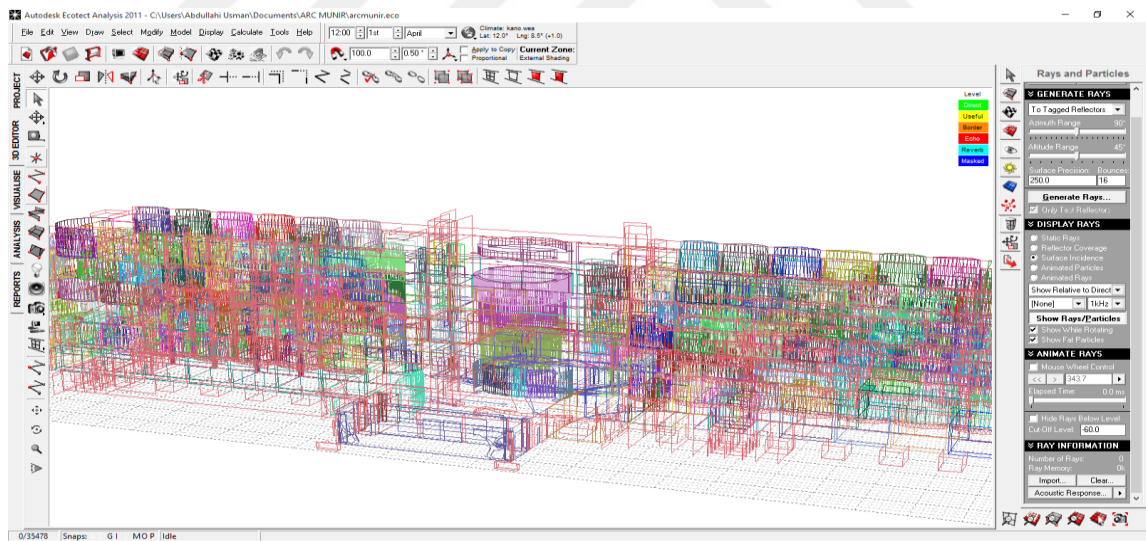 Autodesk Ecotect Analysis 2011 - C:\Users\Abdullahi Usman\Documents\ARC MUNIR\arcmunir.eco
File Edit View Draw Select Modify Model Display Calculate Tools Help
12:00 1st April
Climate: kano.wea
Lat: 12.0° Lng: 8.5° (+1.0)
100.0 0.50°
Apply to Copy
Proportional
Current Zone:
External Shading
PROJECT
3D EDITOR
VISUALISE
ANALYSIS
REPORTS
Level
Direct
Useful
Border
Echo
Reverb
Masked
Rays and Particles
GENERATE RAYS
To Tagged Reflectors
Azimuth Range 90°
Altitude Range 45°
Surface Precision: Bounces:
250.0 16
Generate Rays...
Only Test Reflectors
DISPLAY RAYS
Static Rays
Reflector Coverage
Surface Incidence
Animated Particles
Animated Rays
Show Relative to Direct
[None] 1kHz
Show Rays/Particles
Show While Rotating
Show Fat Particles
ANIMATE RAYS
Mouse Wheel Control
<< > 343.7
Elapsed Time: 0.0 ms
Hide Rays Below Level
Cut-Off Level: -60.0
RAY INFORMATION
Number of Rays: 0
Ray Memory: 0k
Import... Clear...
Acoustic Response...
0/35478 Snaps: G I M O P Idle